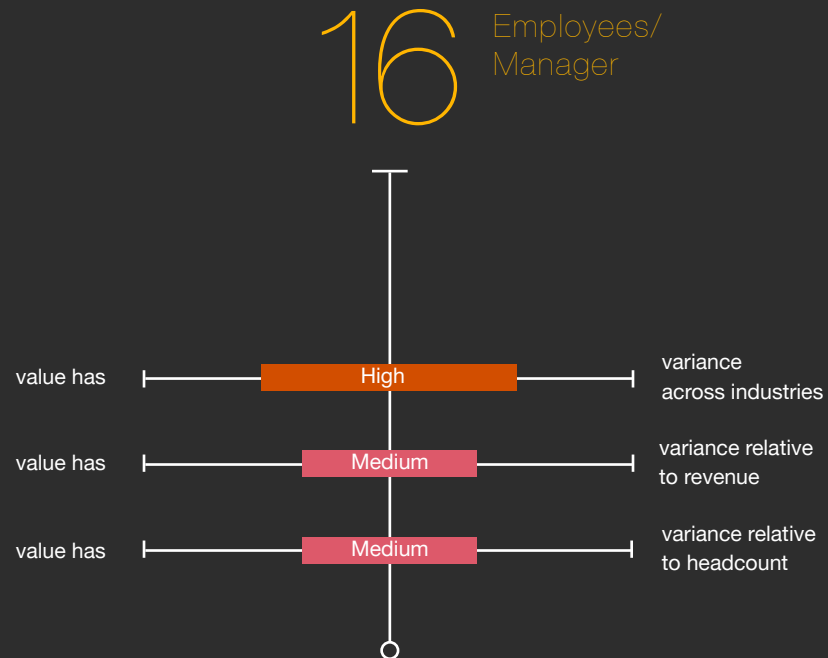 16
Employees/
Manager
value has
High
variance
across industries
value has
Medium
variance relative
to revenue
value has
Medium
variance relative
to headcount